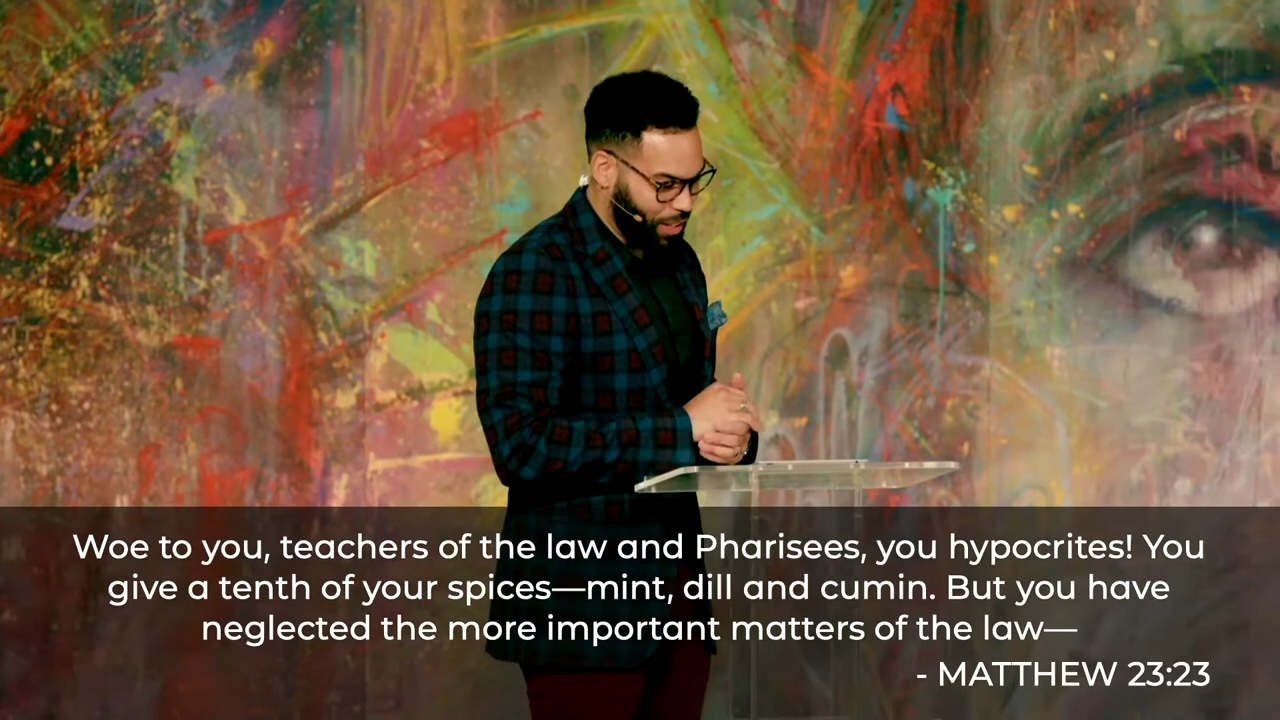 Woe to you, teachers of the law and Pharisees, you hypocrites! You
give a tenth of your spices—mint, dill and cumin. But you have
neglected the more important matters of the law—
- MATTHEW 23:23